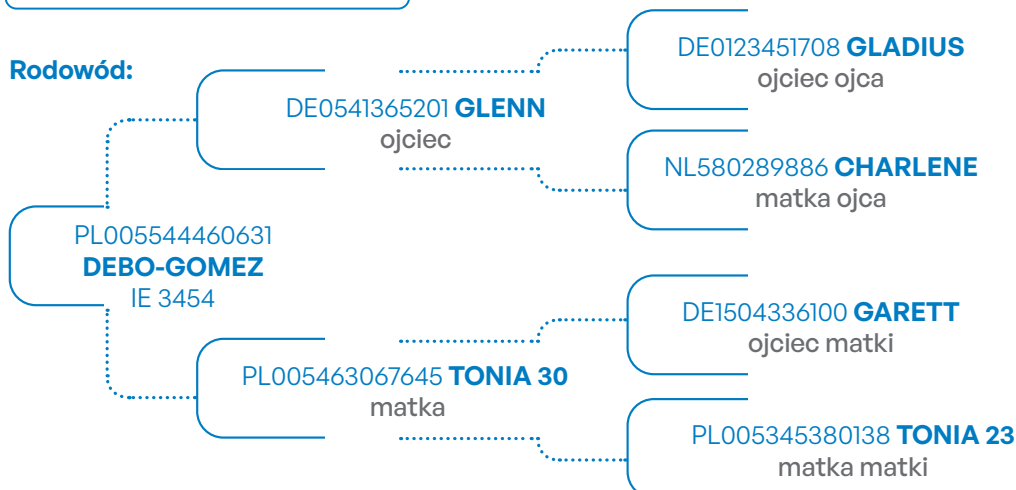 Rodowód:
DE0123451708 GLADIUS
ojciec ojca
DE0541365201 GLENN
ojciec
NL580289886 CHARLENE
matka ojca
PL005544460631
DEBO-GOMEZ
IE 3454
DE1504336100 GARETT
ojciec matki
PL005463067645 TONIA 30
matka
PL005345380138 TONIA 23
matka matki